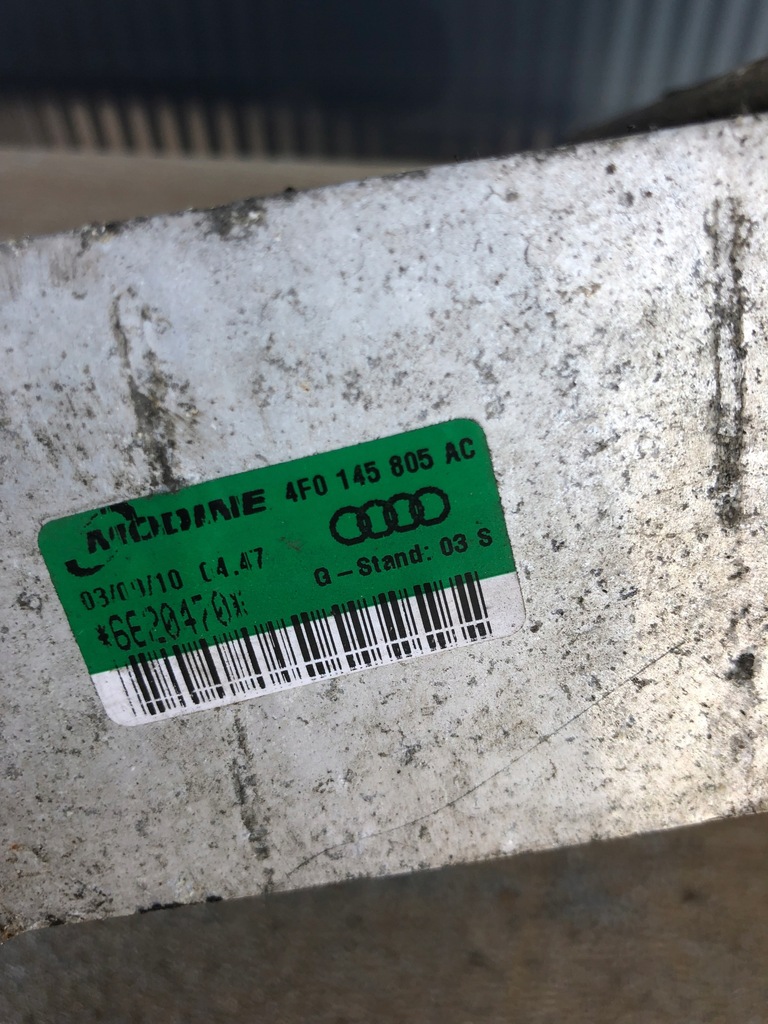 MODINE 4F0 145 805 AC
G-Stand: 03 S
*6E20470*